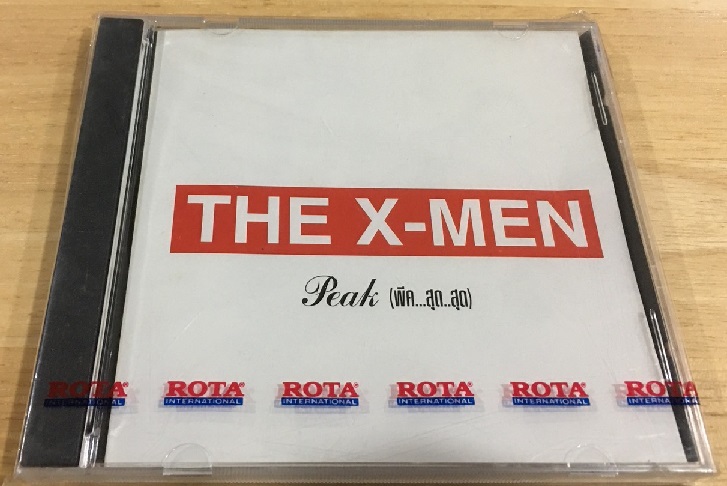 THE X-MEN
Peak (พีค...สุด..สุด)
ROTA ROTA ROTA ROTA ROTA ROTA
INTERNATIONAL INTERNATIONAL INTERNATIONAL INTERNATIONAL INTERNATIONAL INTERNATIONAL